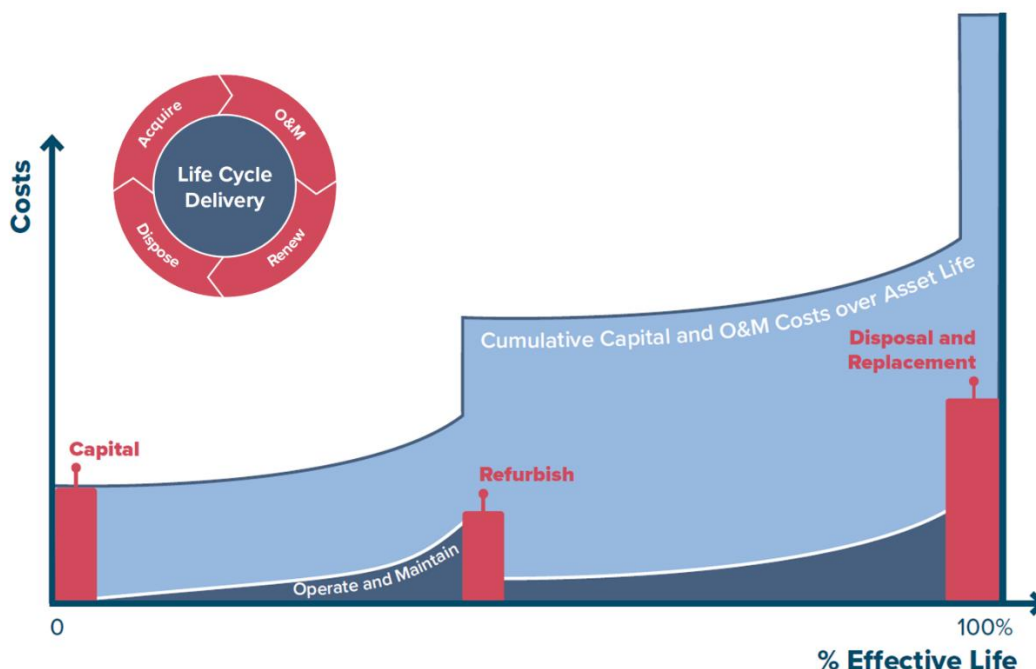 Costs
Acquire
O&M
Renew
Dispose
Life Cycle
Delivery
Cumulative Capital and O&M Costs over Asset Life
Disposal and
Replacement
Capital
Refurbish
Operate and Maintain
0
100%
% Effective Life